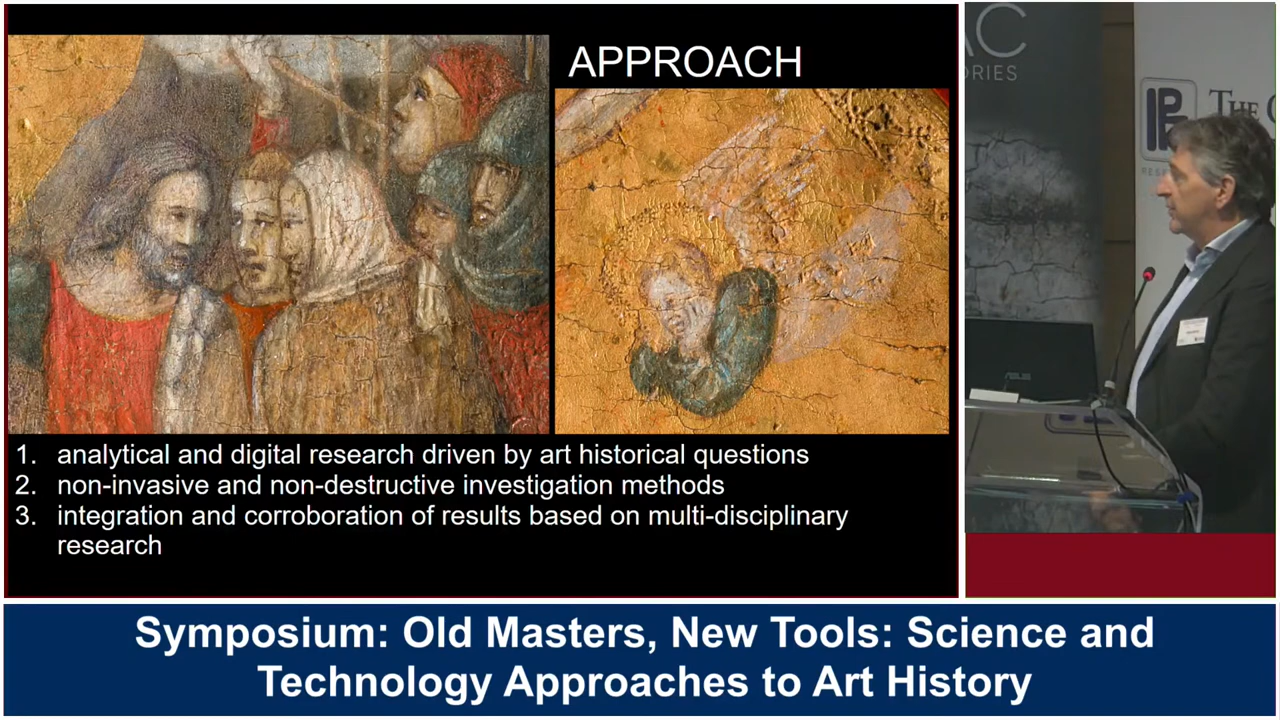 APPROACH
1. analytical and digital research driven by art historical questions
2. non-invasive and non-destructive investigation methods
3. integration and corroboration of results based on multi-disciplinary
research
THE
ASUS
Symposium: Old Masters, New Tools: Science and
Technology Approaches to Art History